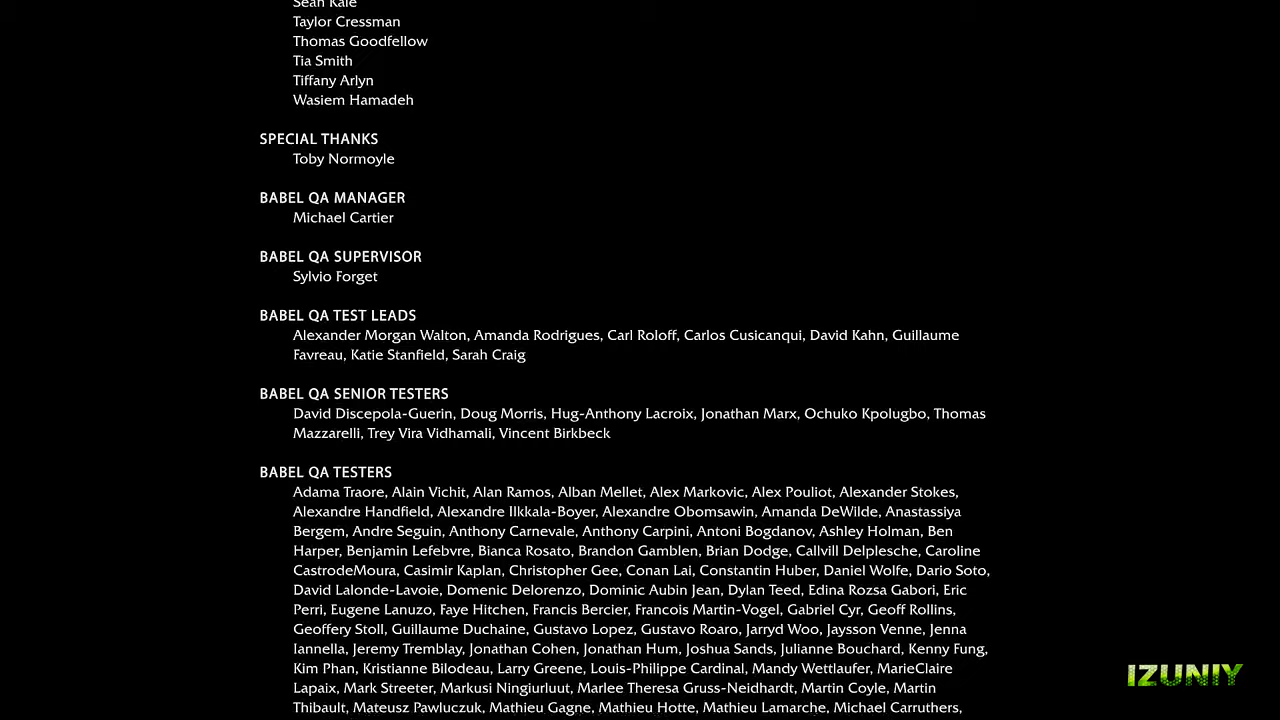 Sean Kale
Taylor Cressman
Thomas Goodfellow
Tia Smith
Tiffany Arlyn
Wasiem Hamadeh
SPECIAL THANKS
Toby Normoyle
BABEL QA MANAGER
Michael Cartier
BABEL QA SUPERVISOR
Sylvio Forget
BABEL QA TEST LEADS
Alexander Morgan Walton, Amanda Rodrigues, Carl Roloff, Carlos Cusicanqui, David Kahn, Guillaume
Favreau, Katie Stanfield, Sarah Craig
BABEL QA SENIOR TESTERS
David Discepola-Guerin, Doug Morris, Hug-Anthony Lacroix, Jonathan Marx, Ochuko Kpolugbo, Thomas
Mazzarelli, Trey Vira Vidhamali, Vincent Birkbeck
BABEL QA TESTERS
Adama Traore, Alain Vichit, Alan Ramos, Alban Mellet, Alex Markovic, Alex Pouliot, Alexander Stokes,
Alexandre Handfield, Alexandre Ilkkala-Boyer, Alexandre Obomsawin, Amanda DeWilde, Anastassiya
Bergem, Andre Seguin, Anthony Carnevale, Anthony Carpini, Antoni Bogdanov, Ashley Holman, Ben
Harper, Benjamin Lefebvre, Bianca Rosato, Brandon Gamblen, Brian Dodge, Callvill Delplesche, Caroline
CastrodeMoura, Casimir Kaplan, Christopher Gee, Conan Lai, Constantin Huber, Daniel Wolfe, Dario Soto,
David Lalonde-Lavoie, Domenic Delorenzo, Dominic Aubin Jean, Dylan Teed, Edina Rozsa Gabori, Eric
Perri, Eugene Lanuzo, Faye Hitchen, Francis Bercier, Francois Martin-Vogel, Gabriel Cyr, Geoff Rollins,
Geoffery Stoll, Guillaume Duchaine, Gustavo Lopez, Gustavo Roaro, Jarryd Woo, Jaysson Venne, Jenna
Iannella, Jeremy Tremblay, Jonathan Cohen, Jonathan Hum, Joshua Sands, Julianne Bouchard, Kenny Fung,
Kim Phan, Kristianne Bilodeau, Larry Greene, Louis-Philippe Cardinal, Mandy Wettlaufer, MarieClaire
Lapaix, Mark Streeter, Markusi Ningiurluut, Marlee Theresa Gruss-Neidhardt, Martin Coyle, Martin
Thibault, Mateusz Pawluczuk, Mathieu Gagne, Mathieu Hotte, Mathieu Lamarche, Michael Carruthers,
IZUNIY